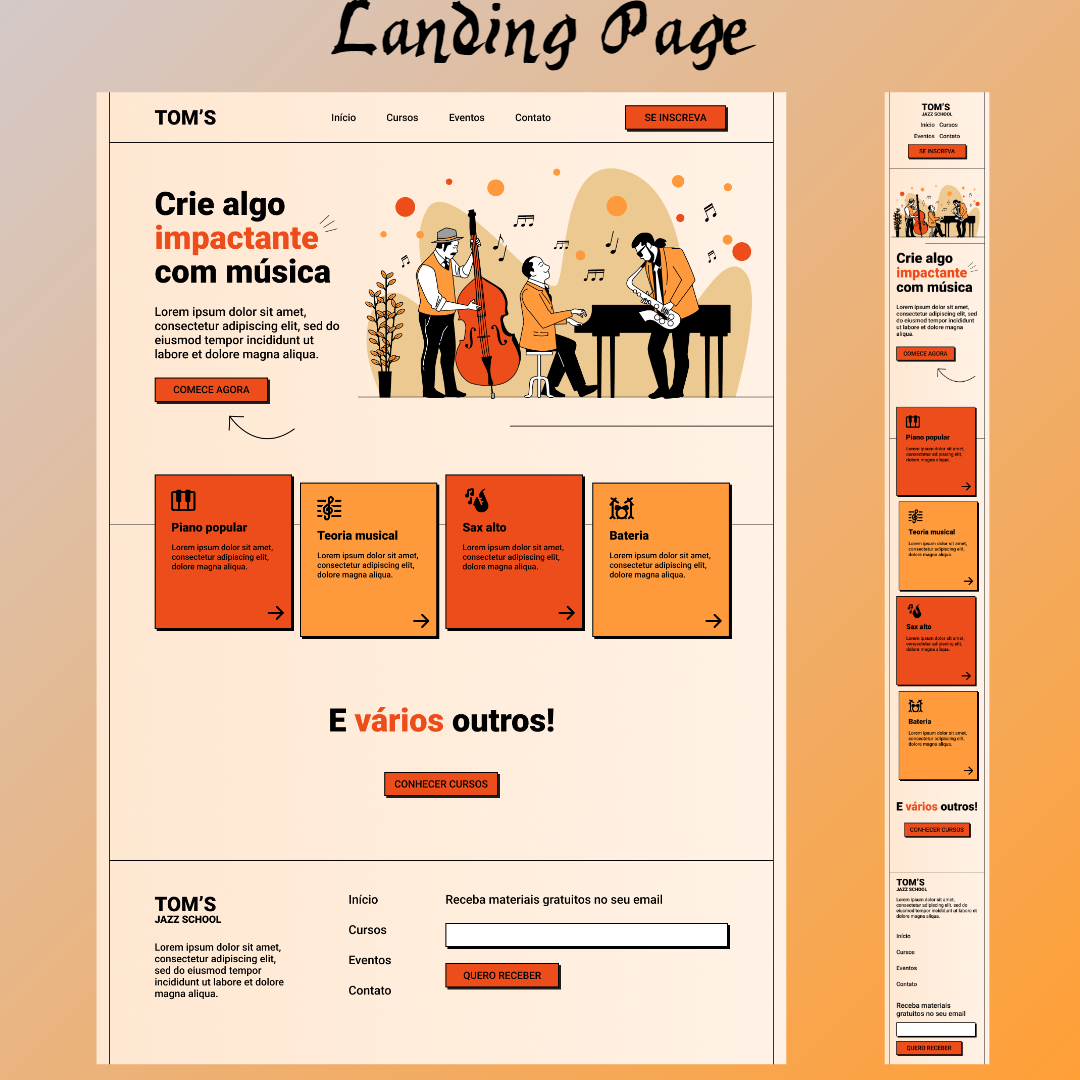 Landing Page
TOM'S
Início Cursos Eventos Contato
SE INSCREVA
Crie algo
impactante
com música
Lorem ipsum dolor sit amet,
consectetur adipiscing elit, sed do
eiusmod tempor incididunt ut
labore et dolore magna aliqua.
COMECE AGORA
Piano popular
Lorem ipsum dolor sit amet,
consectetur adipiscing elit,
dolore magna aliqua.
Teoria musical
Lorem ipsum dolor sit amet,
consectetur adipiscing elit,
dolore magna aliqua.
Sax alto
Lorem ipsum dolor sit amet,
consectetur adipiscing elit,
dolore magna aliqua.
Bateria
Lorem ipsum dolor sit amet,
consectetur adipiscing elit,
dolore magna aliqua.
E vários outros!
CONHECER CURSOS
TOM'S
JAZZ SCHOOL
Lorem ipsum dolor sit amet,
consectetur adipiscing elit,
sed do eiusmod tempor
incididunt ut labore et dolore
magna aliqua.
Início
Cursos
Eventos
Contato
Receba materiais gratuitos no seu email
QUERO RECEBER
TOM'S
JAZZ SCHOOL
Início Cursos
Eventos Contato
SE INSCREVA
Crie algo
impactante
com música
Lorem ipsum dolor sit amet,
consectetur adipiscing elit, sed
do eiusmod tempor incididunt
ut labore et dolore magna
aliqua.
COMECE AGORA
Piano popular
Lorem ipsum dolor sit amet,
consectetur adipiscing elit,
dolore magna aliqua.
Teoria musical
Lorem ipsum dolor sit amet,
consectetur adipiscing elit,
dolore magna aliqua.
Sax alto
Lorem ipsum dolor sit amet,
consectetur adipiscing elit,
dolore magna aliqua.
Bateria
Lorem ipsum dolor sit amet,
consectetur adipiscing elit,
dolore magna aliqua.
E vários outros!
CONHECER CURSOS
TOM'S
JAZZ SCHOOL
Lorem ipsum dolor sit amet,
consectetur adipiscing elit, sed do
eiusmod tempor incididunt ut labore et
dolore magna aliqua.
Início
Cursos
Eventos
Contato
Receba materiais
gratuitos no seu email
QUERO RECEBER